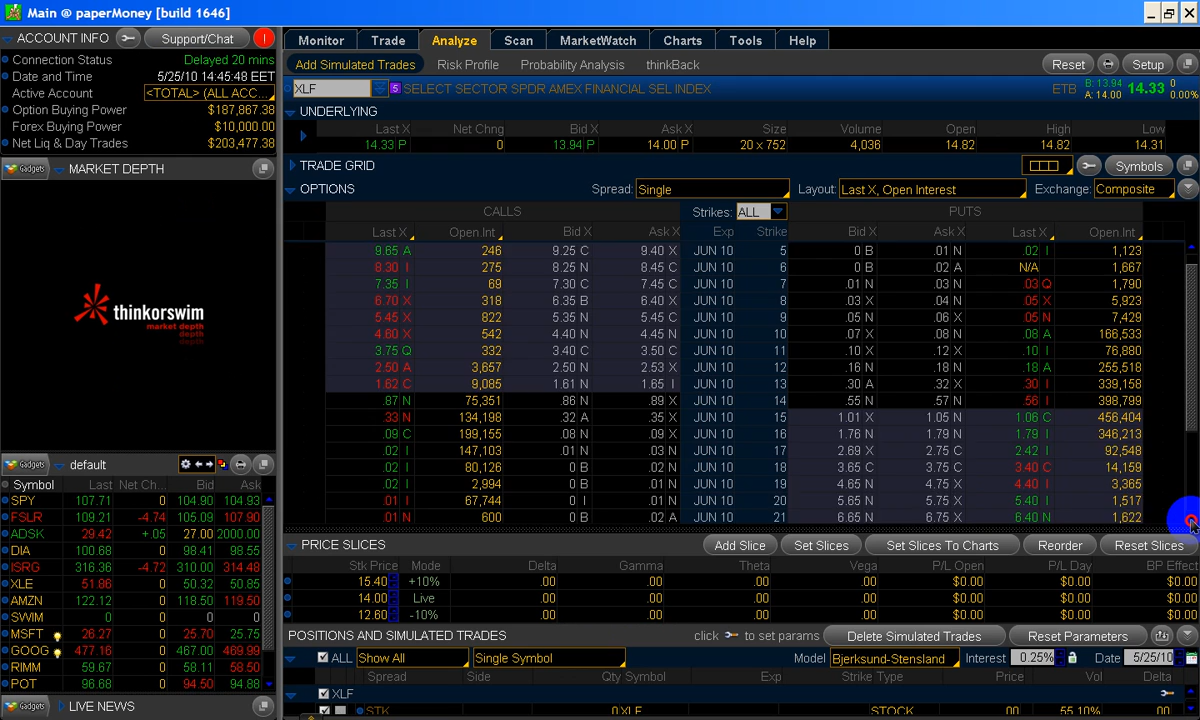 Main @ paperMoney [build 1646]
ACCOUNT INFO Support/Chat
Connection Status Delayed 20 mins
Date and Time 5/25/10 14:45:48 EET
Active Account <TOTAL> (ALL ACC...
Option Buying Power $187,867.38
Forex Buying Power $10,000.00
Net Liq & Day Trades $203,477.38
Gadgets MARKET DEPTH
thinkorswim
market depth
depth
Gadgets default
Symbol Last Net Ch... Bid Ask
SPY 107.71 0 104.90 104.93
FSLR 109.21 -4.74 105.09 107.90
ADSK 29.42 +.05 27.00 2000.00
DIA 100.68 0 98.41 98.55
ISRG 316.36 -4.72 310.00 314.48
XLE 51.86 0 50.32 50.85
AMZN 122.12 0 118.50 119.50
SWIM 0 0 0 0
MSFT 26.27 0 25.70 25.75
GOOG 477.16 0 467.00 469.99
RIMM 59.67 0 58.11 58.50
POT 96.68 0 94.50 94.88
Gadgets LIVE NEWS
Monitor Trade Analyze Scan MarketWatch Charts Tools Help
Add Simulated Trades Risk Profile Probability Analysis thinkBack Reset Setup
XLF S SELECT SECTOR SPDR AMEX FINANCIAL SEL INDEX ETB B: 13.94 A: 14.00 14.33 0 0.00%
UNDERLYING
Last X Net Chng Bid X Ask X Size Volume Open High Low
14.33 P 0 13.94 P 14.00 P 20 x 752 4,036 14.82 14.82 14.31
TRADE GRID Symbols
OPTIONS Spread: Single Layout: Last X, Open Interest Exchange: Composite
CALLS Strikes: ALL PUTS
Last X Open.Int Bid X Ask X Exp Strike Bid X Ask X Last X Open.Int
9.65 A 246 9.25 C 9.40 X JUN 10 5 0 B .01 N .02 I 1,123
8.30 I 275 8.25 N 8.45 C JUN 10 6 0 B .02 A N/A 1,667
7.35 I 69 7.30 C 7.45 C JUN 10 7 .01 N .03 N .03 Q 1,790
6.70 X 318 6.35 B 6.40 X JUN 10 8 .03 X .04 N .05 X 5,923
5.45 X 822 5.35 N 5.45 C JUN 10 9 .05 N .06 X .05 N 7,429
4.60 X 542 4.40 N 4.45 N JUN 10 10 .07 X .08 N .08 A 166,533
3.75 Q 332 3.40 C 3.50 C JUN 10 11 .10 X .12 X .10 I 76,880
2.50 A 3,657 2.50 N 2.53 X JUN 10 12 .16 N .18 N .18 A 255,518
1.62 C 9,085 1.61 N 1.65 I JUN 10 13 .30 A .32 X .30 I 339,158
.87 N 75,351 .86 N .89 X JUN 10 14 .55 N .57 N .56 I 398,799
.33 N 134,198 .32 A .35 X JUN 10 15 1.01 X 1.05 N 1.06 C 456,404
.09 C 199,155 .08 N .09 X JUN 10 16 1.76 N 1.79 N 1.79 I 346,213
.02 I 147,103 .01 N .03 N JUN 10 17 2.69 X 2.75 C 2.42 I 92,548
.02 I 80,126 0 B .02 N JUN 10 18 3.65 C 3.75 C 3.40 C 14,159
.02 I 2,994 0 B .01 N JUN 10 19 4.65 N 4.75 X 4.40 I 3,365
.01 I 67,744 0 I .01 N JUN 10 20 5.65 N 5.75 X 5.40 I 1,517
.01 N 600 0 B .02 A JUN 10 21 6.65 N 6.75 X 6.40 N 1,622
PRICE SLICES Add Slice Set Slices Set Slices To Charts Reorder Reset Slices
Stk Price Mode Delta Gamma Theta Vega P/L Open P/L Day BP Effect
15.40 +10% .00 .00 .00 .00 $0.00 $0.00 $0.00
14.00 Live .00 .00 .00 .00 $0.00 $0.00 $0.00
12.60 -10% .00 .00 .00 .00 $0.00 $0.00 $0.00
POSITIONS AND SIMULATED TRADES click to set params Delete Simulated Trades Reset Parameters
ALL Show All Single Symbol Model Bjerksund-Stensland Interest 0.25% Date 5/25/10
Spread Side Qty Symbol Exp Strike Type Price Vol Delta
XLF
STK 0 XLF STOCK .00 55.10% .00